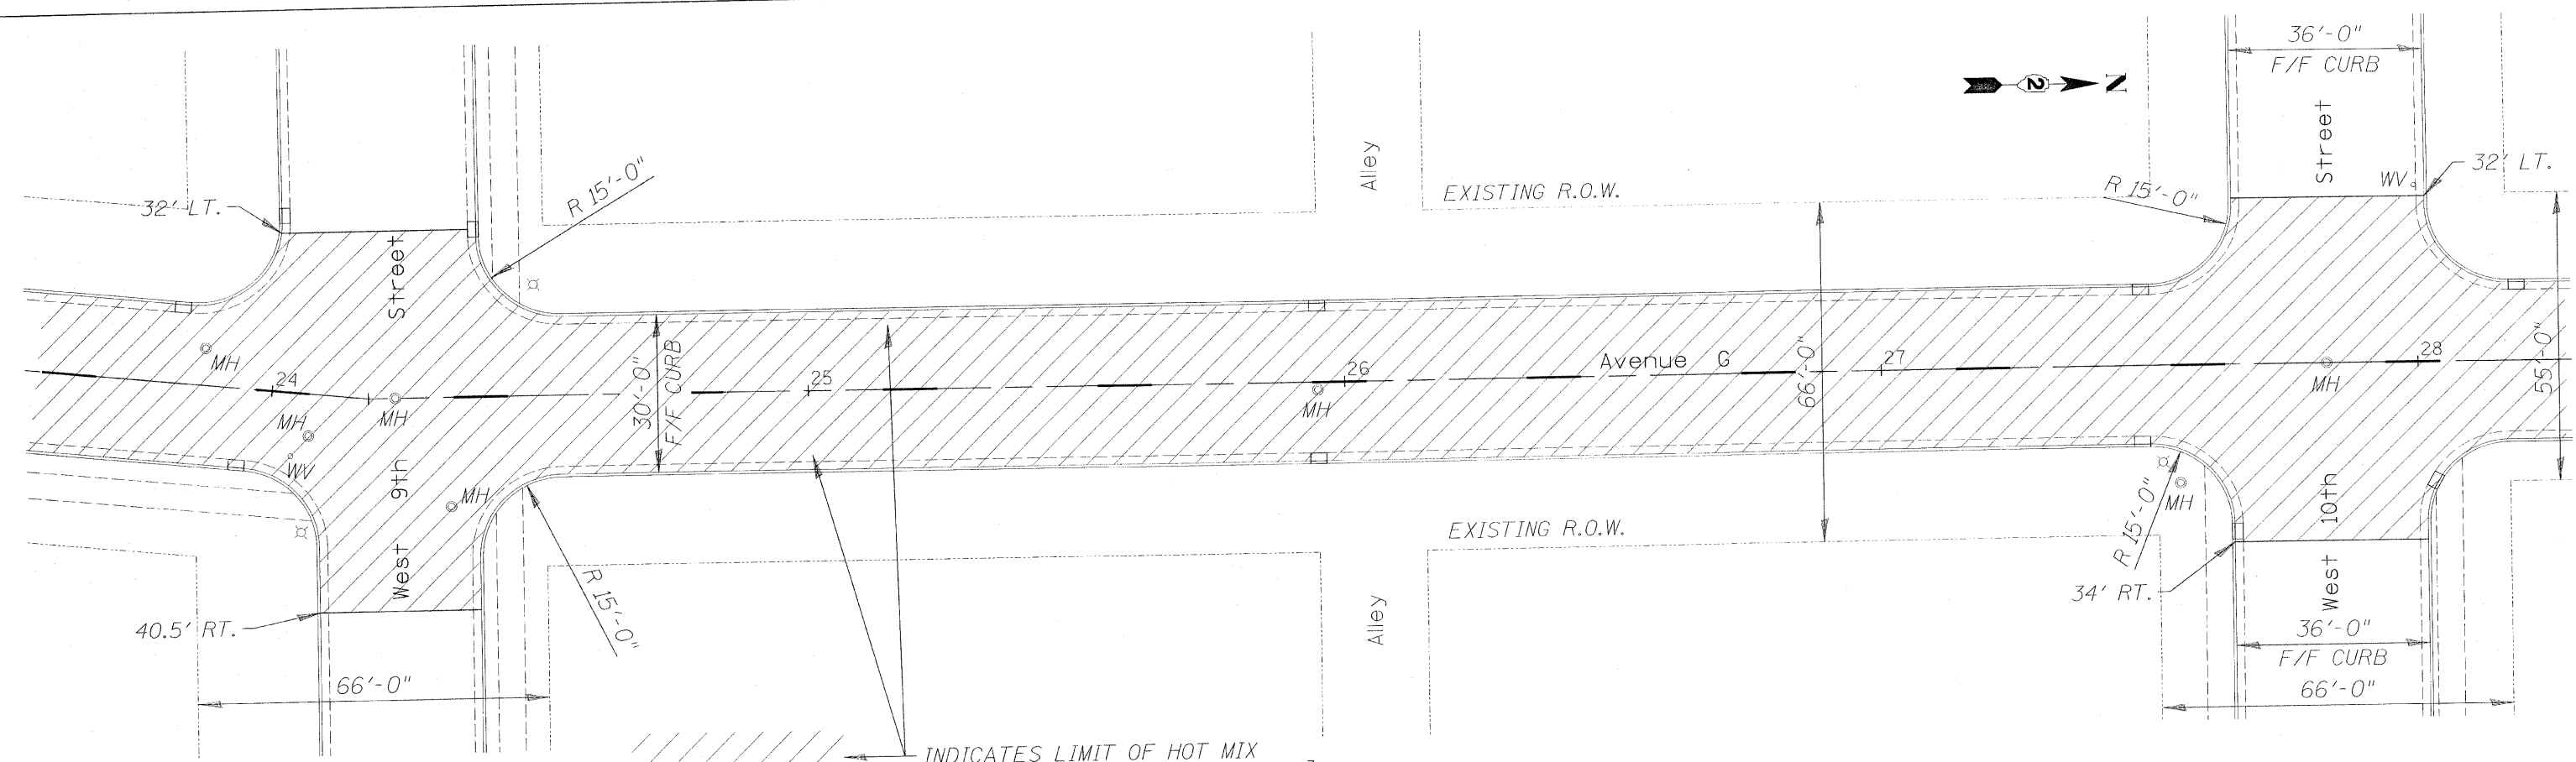 36'-0"
F/F CURB
N
2
Street
Alley
R 15'-0"
EXISTING R.O.W.
R 15'-0"
WV
32' LT.
32' LT.
Street
MH
24
MH
25
30'-0"
F/F CURB
26
MH
Avenue G
66'-0"
27
MH
28
55'-0"
MH
WV
West 9th
MH
40.5' RT.
R 15'-0"
66'-0"
EXISTING R.O.W.
Alley
R 15'-0"
MH
West 10th
34' RT.
36'-0"
F/F CURB
66'-0"
INDICATES LIMIT OF HOT MIX